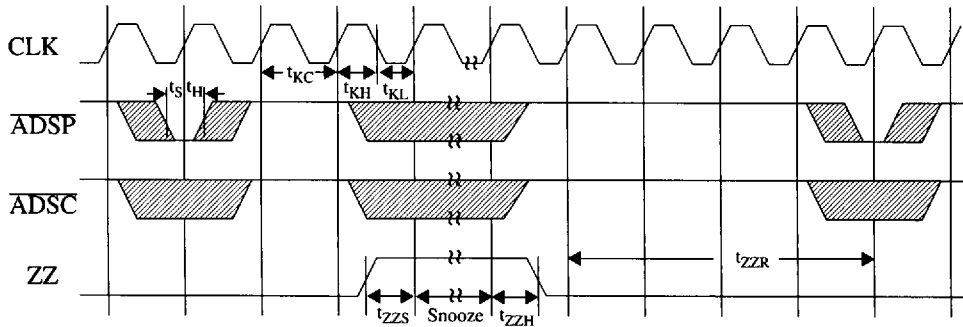 CLK
tKC
tKH
tKL
tS
tH
ADSP
ADSC
ZZ
tZZS
Snooze
tZZH
tZZR